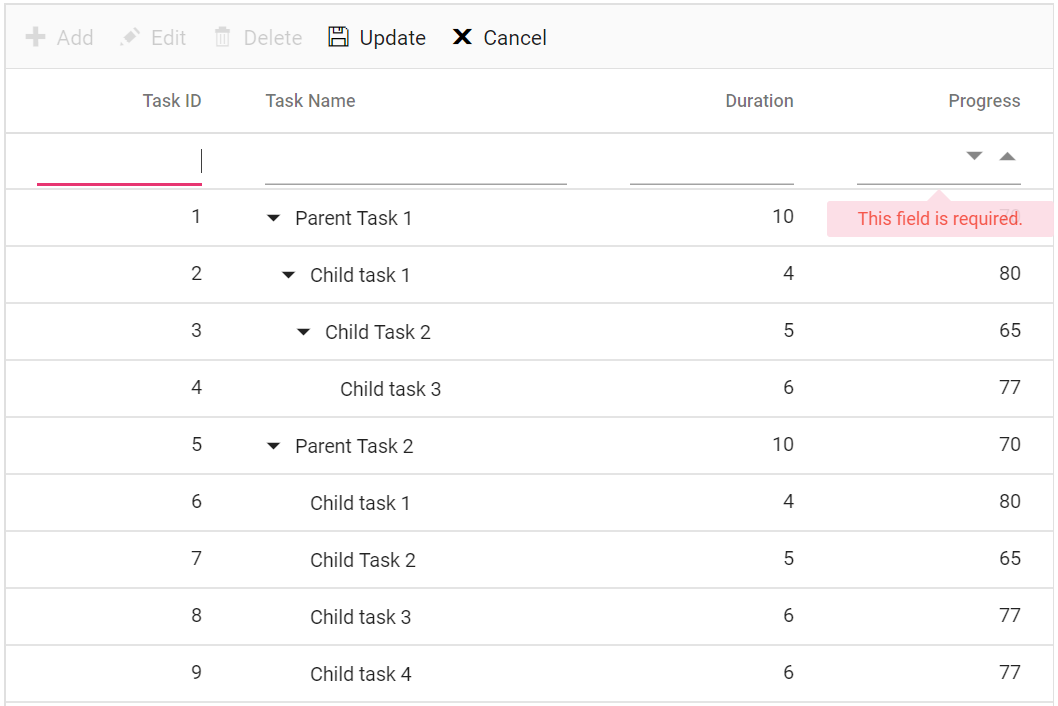 Add Edit Delete Update Cancel
Task ID Task Name Duration Progress
1 Parent Task 1 10
This field is required.
2 Child task 1 4 80
3 Child Task 2 5 65
4 Child task 3 6 77
5 Parent Task 2 10 70
6 Child task 1 4 80
7 Child Task 2 5 65
8 Child task 3 6 77
9 Child task 4 6 77